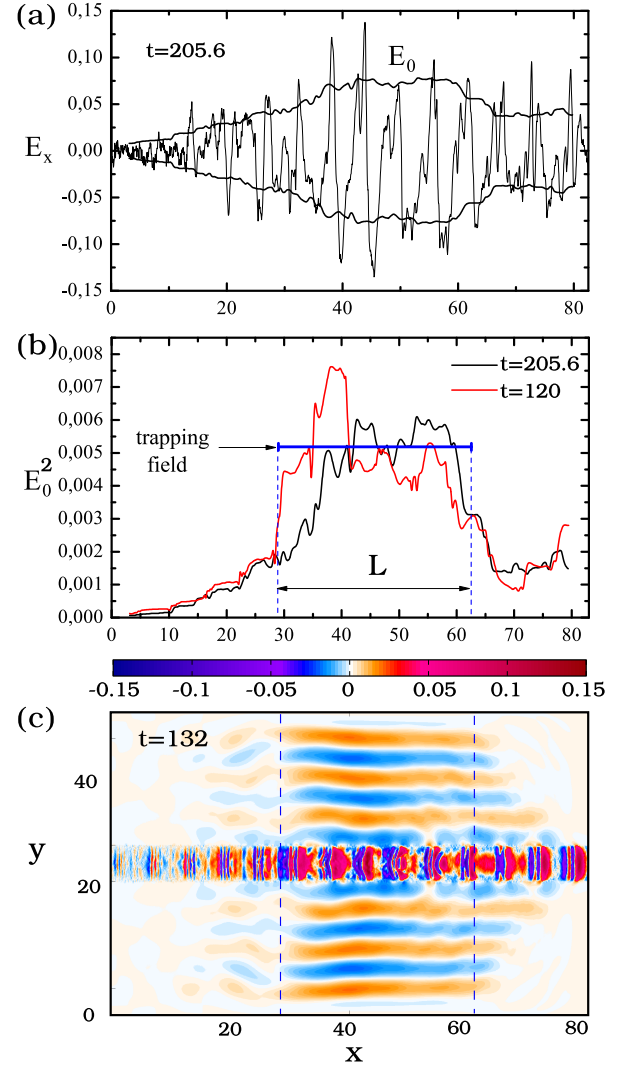 (a)
0,15
0,10
0,05
0,00
-0,05
-0,10
-0,15
E_x
t=205.6
E_0
0 20 40 60 80
(b)
0,008
0,007
0,006
0,005
0,004
0,003
0,002
0,001
0,000
E_0^2
t=205.6
t=120
trapping
field
L
0 10 20 30 40 50 60 70 80
-0.15 -0.1 -0.05 0 0.05 0.1 0.15
(c)
t=132
40
y
20
0
20 40 60 80
x